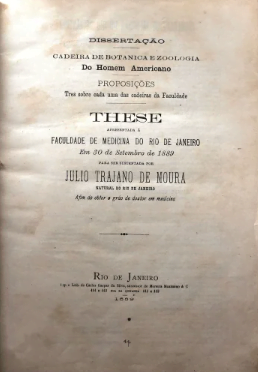 DISSERTAÇÃO
CADEIRA DE BOTANICA E ZOOLOGIA
Do Homem Americano
PROPOSIÇÕES
Tres sobre cada uma das cadeiras da Faculdade
THESE
APRESENTADA Á
FACULDADE DE MEDICINA DO RIO DE JANEIRO
Em 30 de Setembro de 1889
PARA SER SUSTENTADA POR
JULIO TRAJANO DE MOURA
NATURAL DO RIO DE JANEIRO
Afim de obter o gráo de doutor em medicina
RIO DE JANEIRO